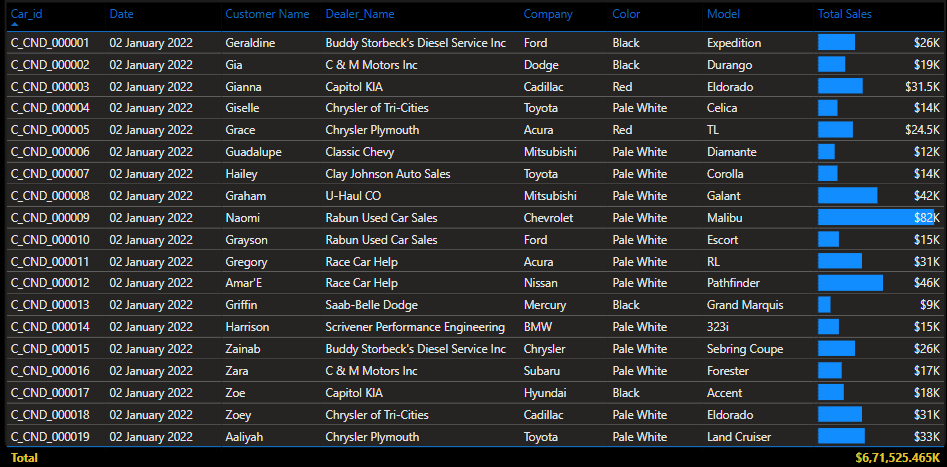 Car_id Date Customer Name Dealer_Name Company Color Model Total Sales
C_CND_000001 02 January 2022 Geraldine Buddy Storbeck's Diesel Service Inc Ford Black Expedition $26K
C_CND_000002 02 January 2022 Gia C & M Motors Inc Dodge Black Durango $19K
C_CND_000003 02 January 2022 Gianna Capitol KIA Cadillac Red Eldorado $31.5K
C_CND_000004 02 January 2022 Giselle Chrysler of Tri-Cities Toyota Pale White Celica $14K
C_CND_000005 02 January 2022 Grace Chrysler Plymouth Acura Red TL $24.5K
C_CND_000006 02 January 2022 Guadalupe Classic Chevy Mitsubishi Pale White Diamante $12K
C_CND_000007 02 January 2022 Hailey Clay Johnson Auto Sales Toyota Pale White Corolla $14K
C_CND_000008 02 January 2022 Graham U-Haul CO Mitsubishi Pale White Galant $42K
C_CND_000009 02 January 2022 Naomi Rabun Used Car Sales Chevrolet Pale White Malibu $82K
C_CND_000010 02 January 2022 Grayson Rabun Used Car Sales Ford Pale White Escort $15K
C_CND_000011 02 January 2022 Gregory Race Car Help Acura Pale White RL $31K
C_CND_000012 02 January 2022 Amar'E Race Car Help Nissan Pale White Pathfinder $46K
C_CND_000013 02 January 2022 Griffin Saab-Belle Dodge Mercury Black Grand Marquis $9K
C_CND_000014 02 January 2022 Harrison Scrivener Performance Engineering BMW Pale White 323i $15K
C_CND_000015 02 January 2022 Zainab Buddy Storbeck's Diesel Service Inc Chrysler Pale White Sebring Coupe $26K
C_CND_000016 02 January 2022 Zara C & M Motors Inc Subaru Pale White Forester $17K
C_CND_000017 02 January 2022 Zoe Capitol KIA Hyundai Black Accent $18K
C_CND_000018 02 January 2022 Zoey Chrysler of Tri-Cities Cadillac Pale White Eldorado $31K
C_CND_000019 02 January 2022 Aaliyah Chrysler Plymouth Toyota Pale White Land Cruiser $33K
Total $6,71,525.465K